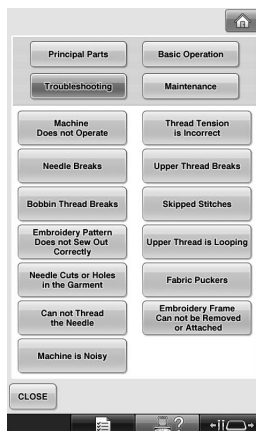 Principal Parts
Basic Operation
Troubleshooting
Maintenance
Machine
Does not Operate
Thread Tension
is Incorrect
Needle Breaks
Upper Thread Breaks
Bobbin Thread Breaks
Skipped Stitches
Embroidery Pattern
Does not Sew Out
Correctly
Upper Thread is Looping
Needle Cuts or Holes
in the Garment
Fabric Puckers
Can not Thread
the Needle
Embroidery Frame
Can not be Removed
or Attached
Machine is Noisy
CLOSE
?